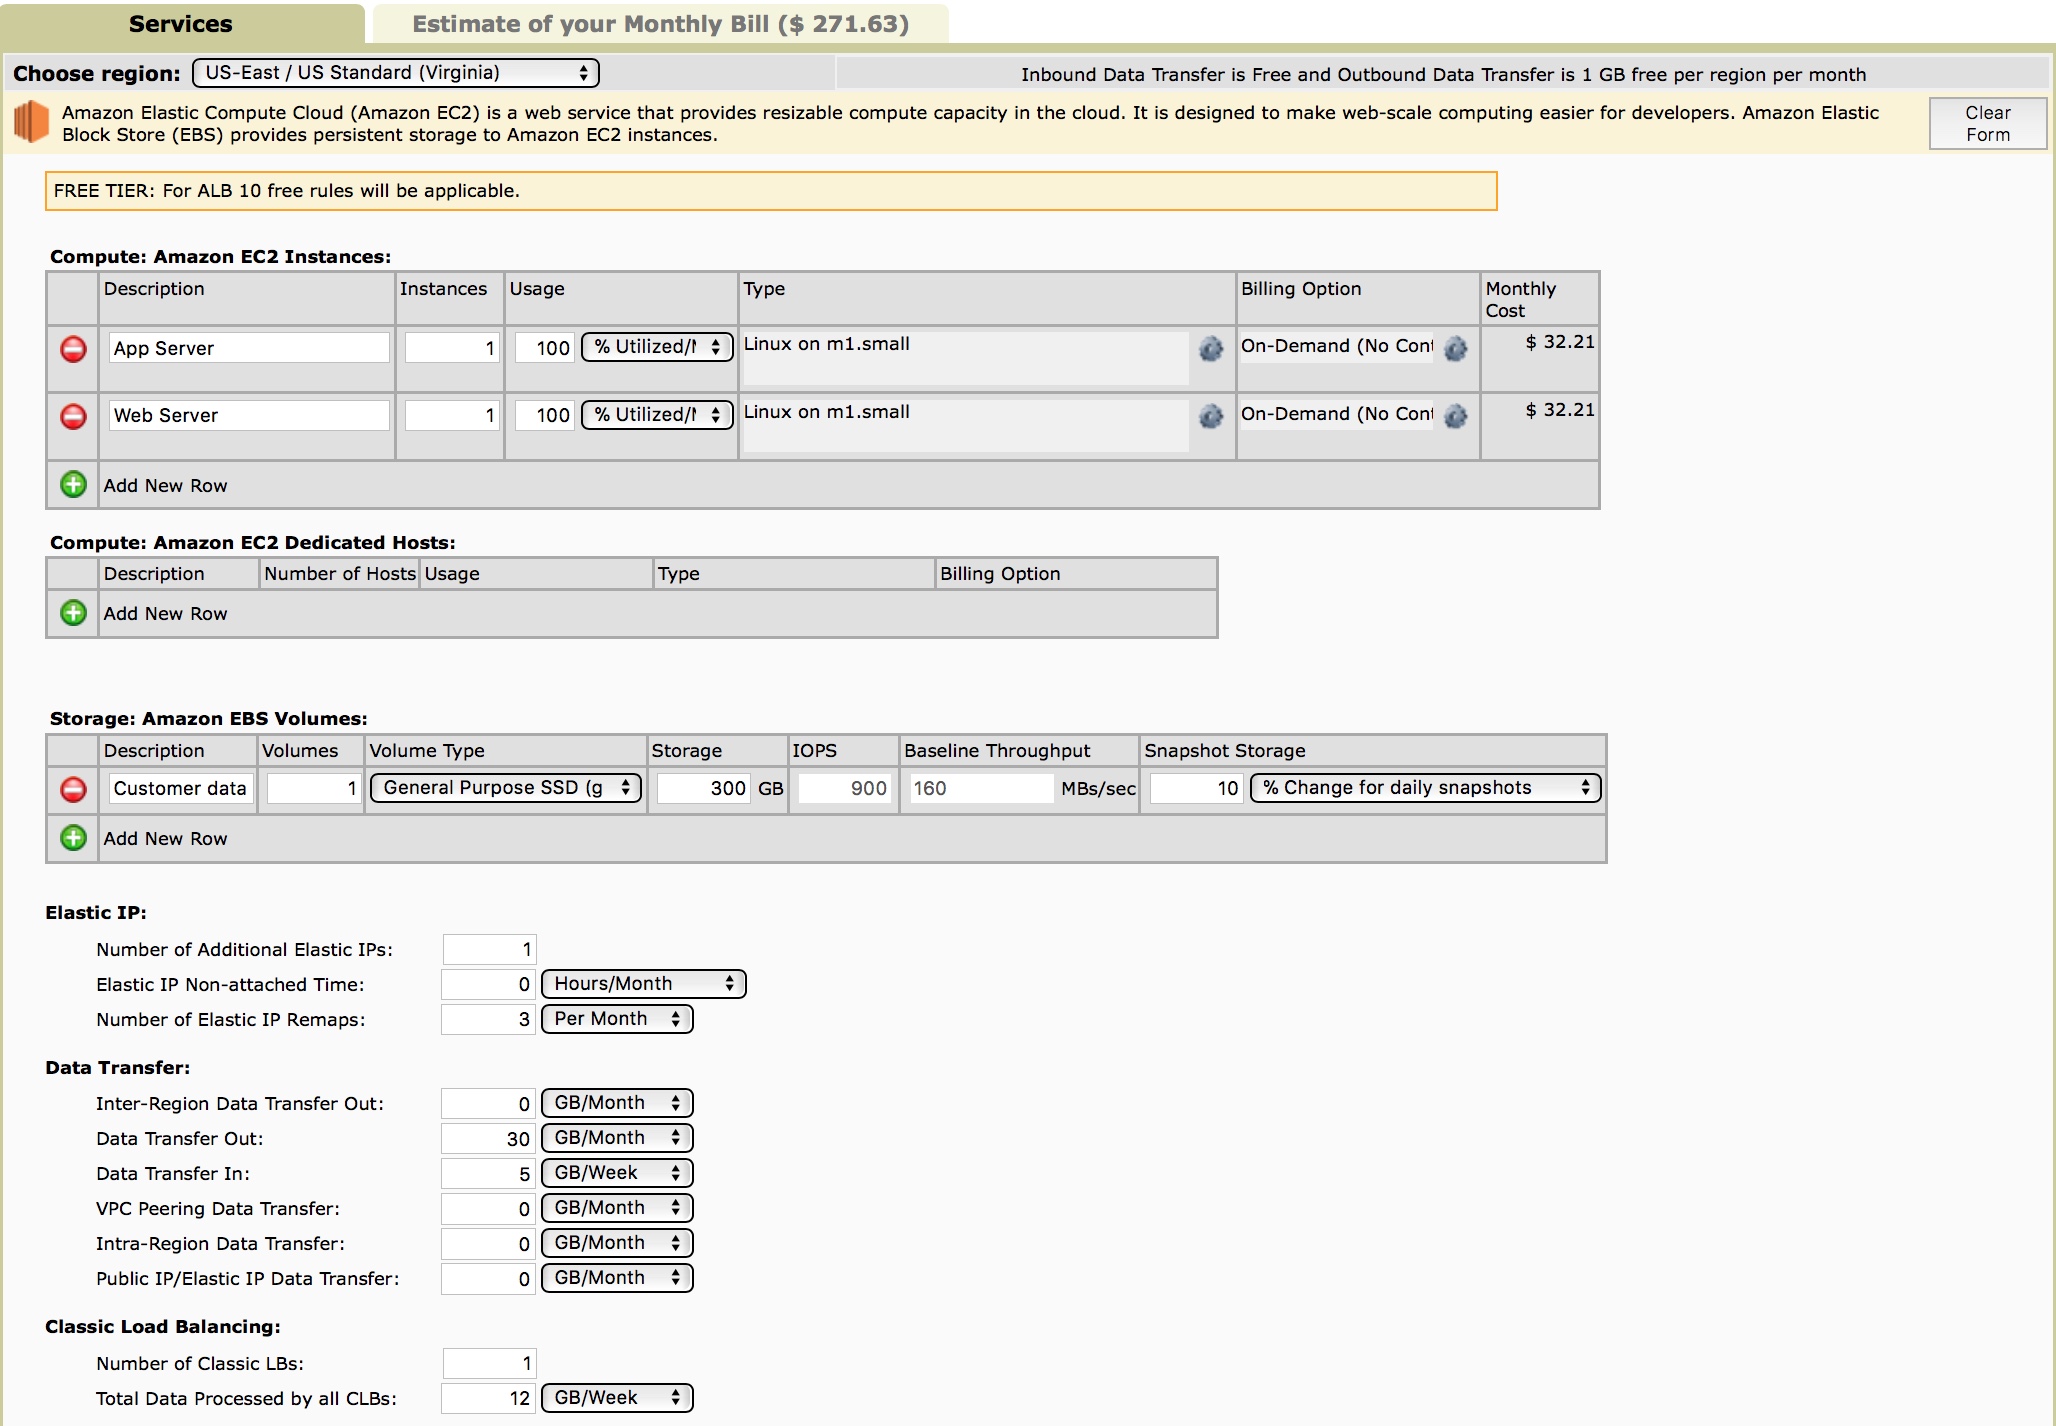 Services
Estimate of your Monthly Bill ($ 271.63)
Choose region: US-East / US Standard (Virginia)
Inbound Data Transfer is Free and Outbound Data Transfer is 1 GB free per region per month
Amazon Elastic Compute Cloud (Amazon EC2) is a web service that provides resizable compute capacity in the cloud. It is designed to make web-scale computing easier for developers. Amazon Elastic
Block Store (EBS) provides persistent storage to Amazon EC2 instances.
Clear
Form
FREE TIER: For ALB 10 free rules will be applicable.
Compute: Amazon EC2 Instances:
Description Instances Usage Type Billing Option Monthly
Cost
App Server 1 100 % Utilized/M Linux on m1.small On-Demand (No Cont $ 32.21
Web Server 1 100 % Utilized/M Linux on m1.small On-Demand (No Cont $ 32.21
Add New Row
Compute: Amazon EC2 Dedicated Hosts:
Description Number of Hosts Usage Type Billing Option
Add New Row
Storage: Amazon EBS Volumes:
Description Volumes Volume Type Storage IOPS Baseline Throughput Snapshot Storage
Customer data 1 General Purpose SSD (g 300 GB 900 160 MBs/sec 10 % Change for daily snapshots
Add New Row
Elastic IP:
Number of Additional Elastic IPs: 1
Elastic IP Non-attached Time: 0 Hours/Month
Number of Elastic IP Remaps: 3 Per Month
Data Transfer:
Inter-Region Data Transfer Out: 0 GB/Month
Data Transfer Out: 30 GB/Month
Data Transfer In: 5 GB/Week
VPC Peering Data Transfer: 0 GB/Month
Intra-Region Data Transfer: 0 GB/Month
Public IP/Elastic IP Data Transfer: 0 GB/Month
Classic Load Balancing:
Number of Classic LBs: 1
Total Data Processed by all CLBs: 12 GB/Week